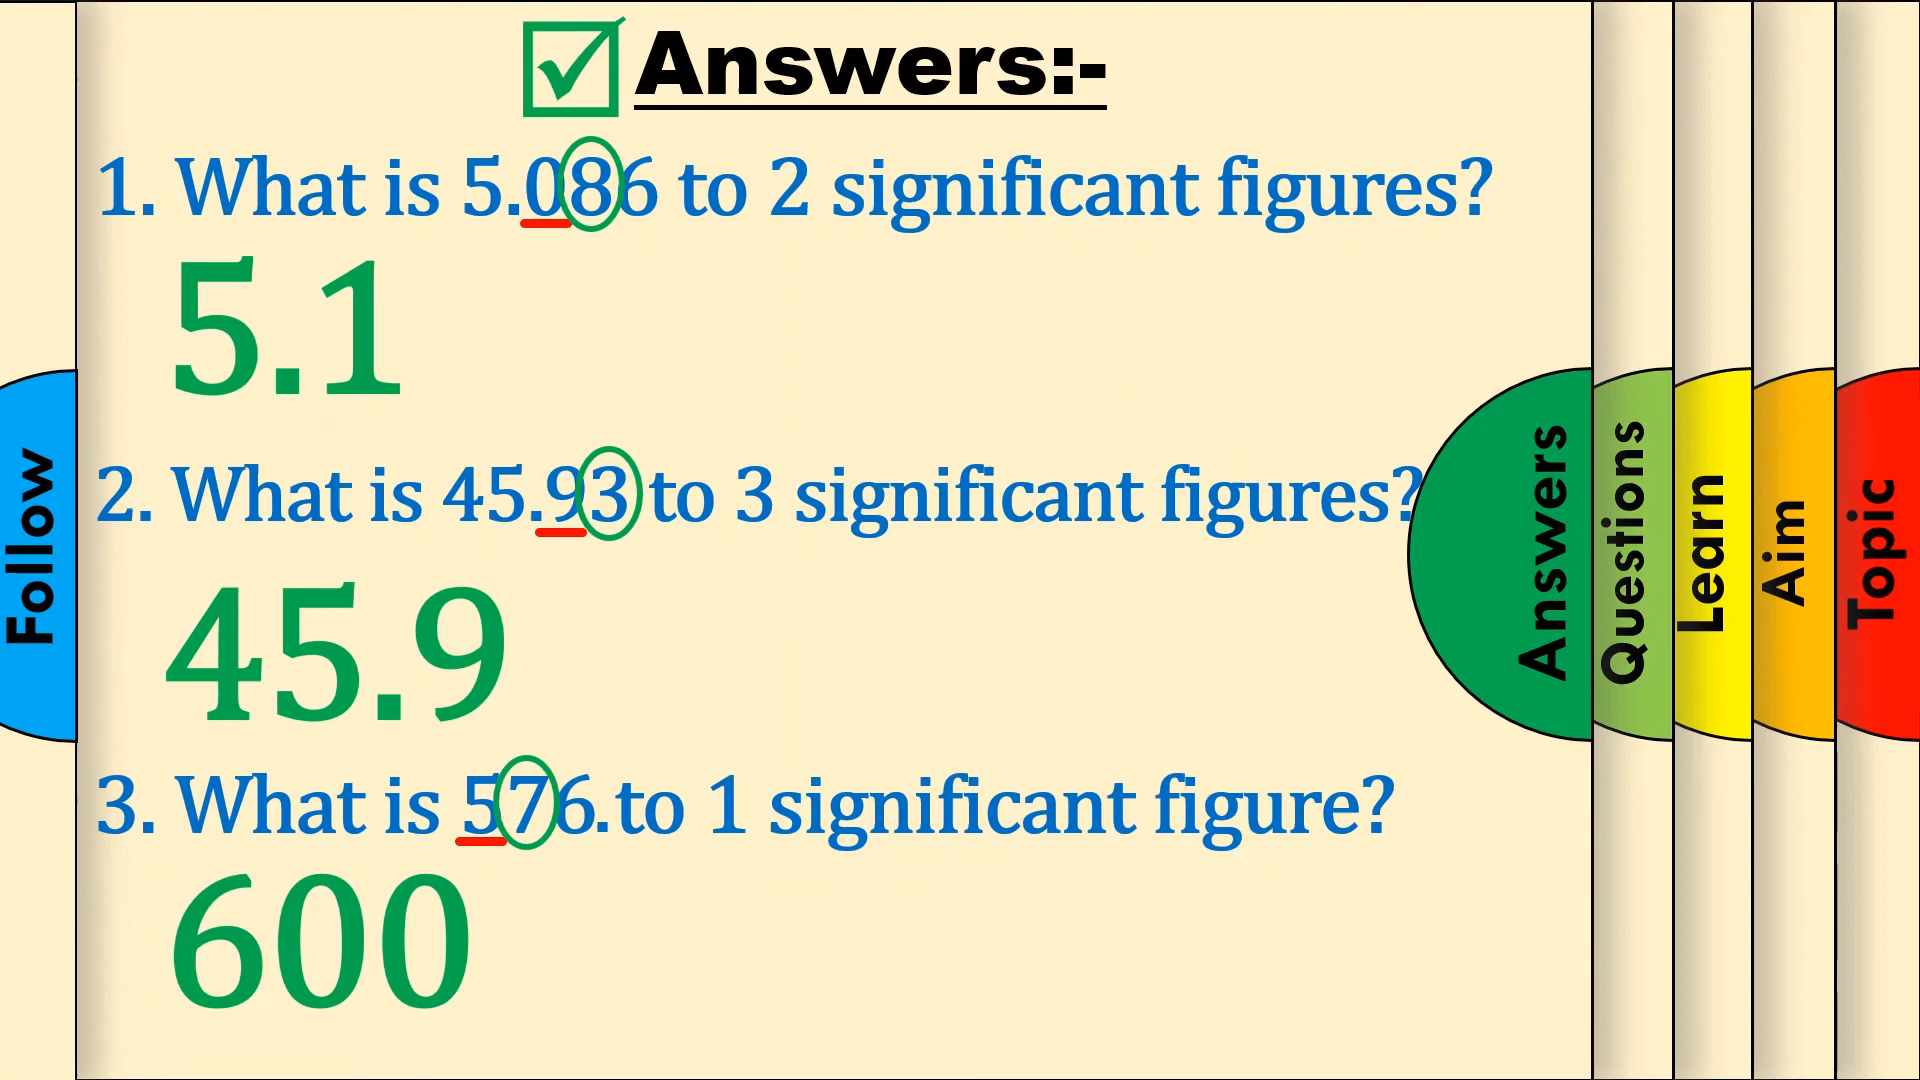 Answers:-
1. What is 5.086 to 2 significant figures?
5.1
2. What is 45.93 to 3 significant figures?
45.9
3. What is 576.to 1 significant figure?
600
Follow
Answers
Questions
Learn
Aim
Topic